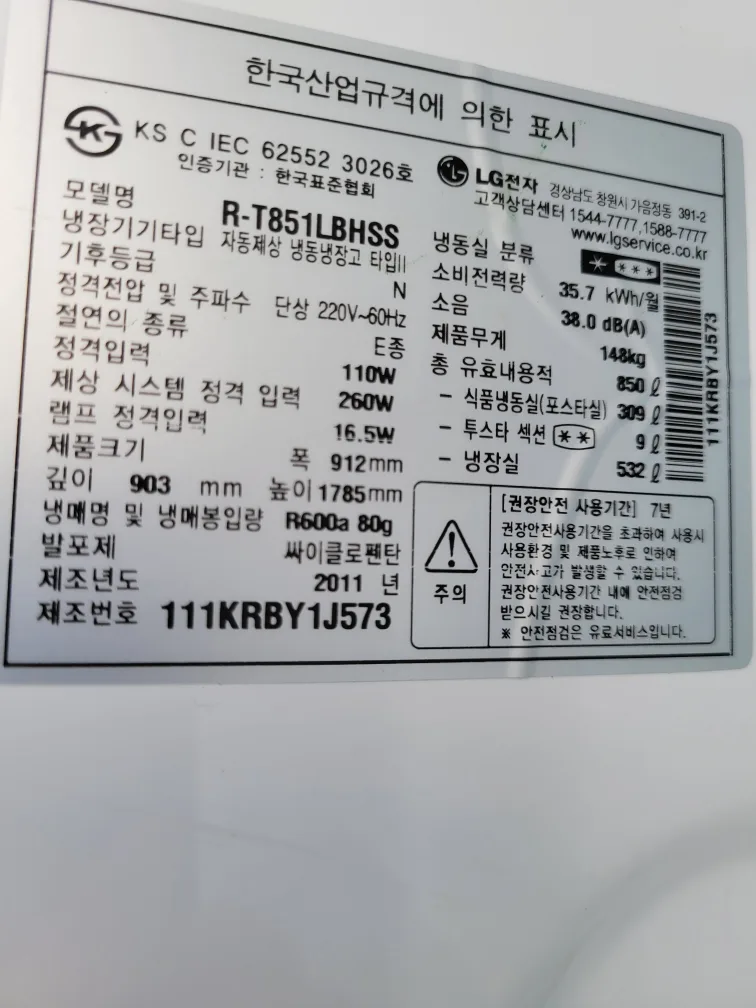 한국산업규격에 의한 표시
KS C IEC 62552 3026호
인증기관 : 한국표준협회
LG전자 경상남도 창원시 가음정동 391-2
고객상담센터 1544-7777,1588-7777
www.lgservice.co.kr
모델명 R-T851LBHSS
냉장기기타입 자동제상 냉동냉장고 타입II
기후등급 N
정격전압 및 주파수 단상 220V~60Hz
절연의 종류 E종
정격입력 110W
제상 시스템 정격 입력 260W
램프 정격입력 16.5W
제품크기 폭 912mm
깊이 903 mm 높이 1785mm
냉매명 및 냉매봉입량 R600a 80g
발포제 싸이클로펜탄
제조년도 2011 년
제조번호 111KRBY1J573
냉동실 분류 * ***
소비전력량 35.7 kWh/월
소음 38.0 dB(A)
제품무게 148kg
총 유효내용적 850 ℓ
- 식품냉동실(포스타실) 309 ℓ
- 투스타 섹션 ** 9 ℓ
- 냉장실 532 ℓ
111KRBY1J573
주의
[권장안전 사용기간] 7년
권장안전사용기간을 초과하여 사용시
사용환경 및 제품노후로 인하여
안전사고가 발생할 수 있습니다.
권장안전사용기간 내에 안전점검
받으시길 권장합니다.
※ 안전점검은 유료서비스입니다.